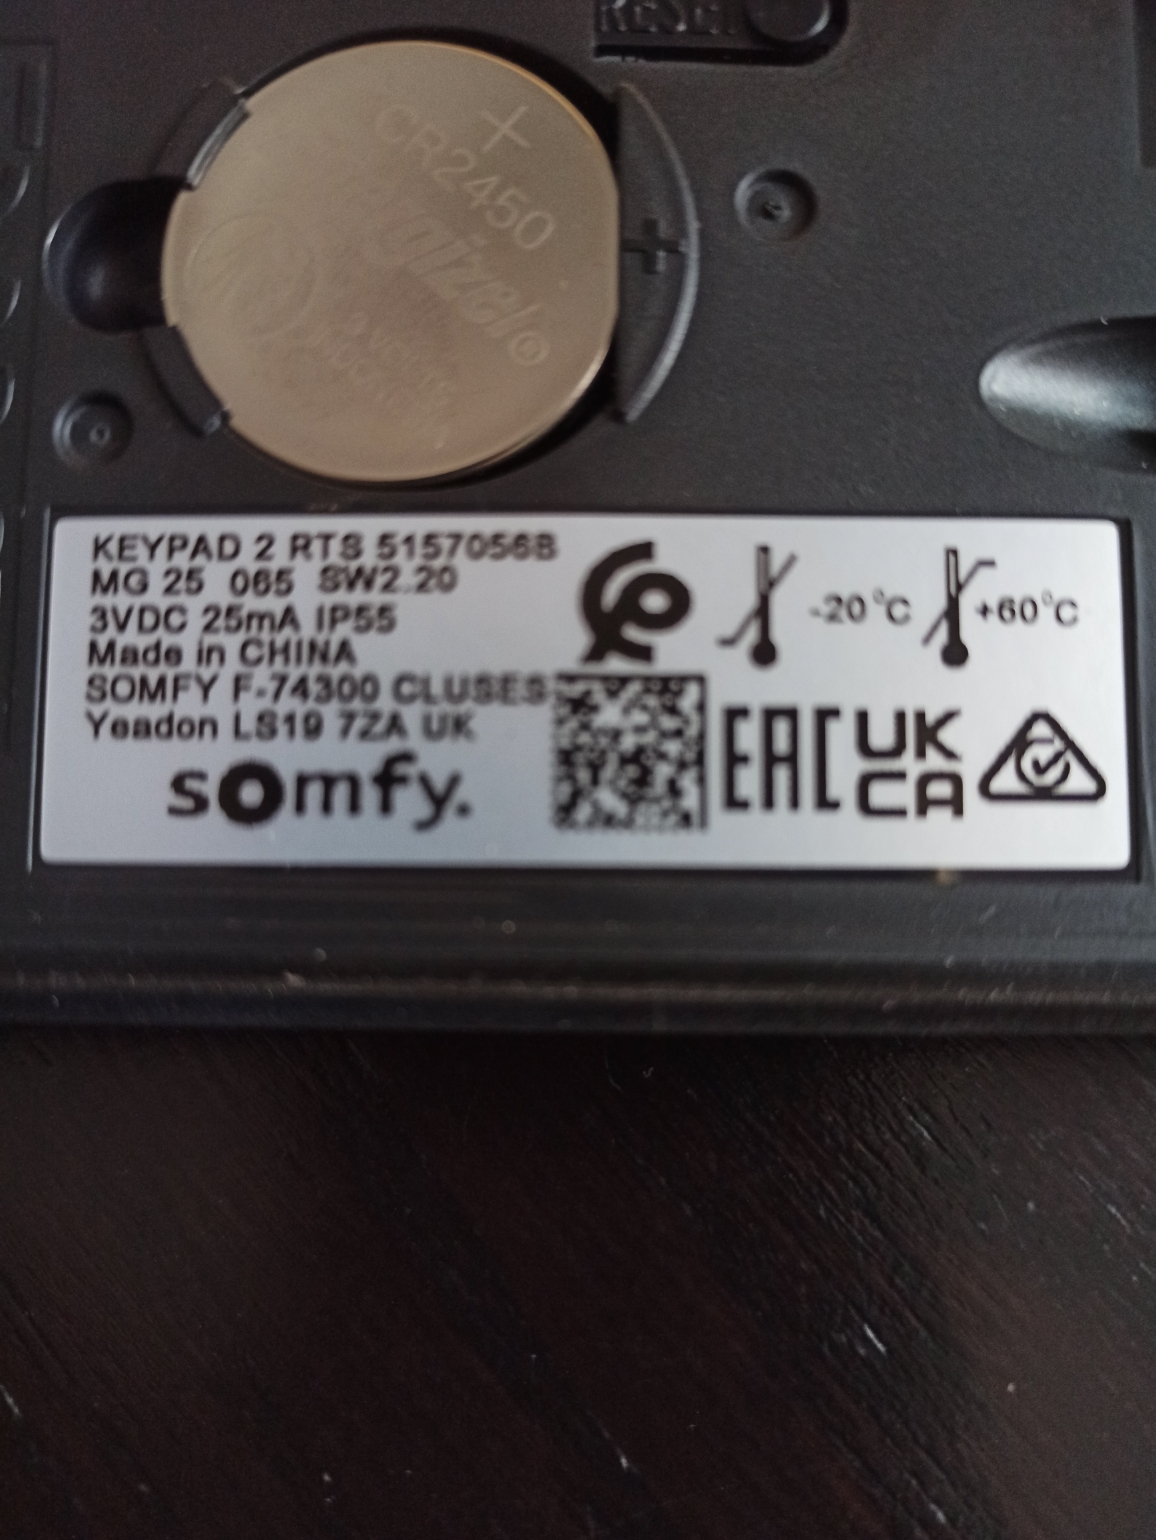 RESET
+
CR2450
+
KEYPAD 2 RTS 5157056B
MG 25 065 SW2.20
3VDC 25mA IP55
Made in CHINA
SOMFY F-74300 CLUSES
Yeadon LS19 7ZA UK
somfy.
-20°C
+60°C
EAC
UK
CA